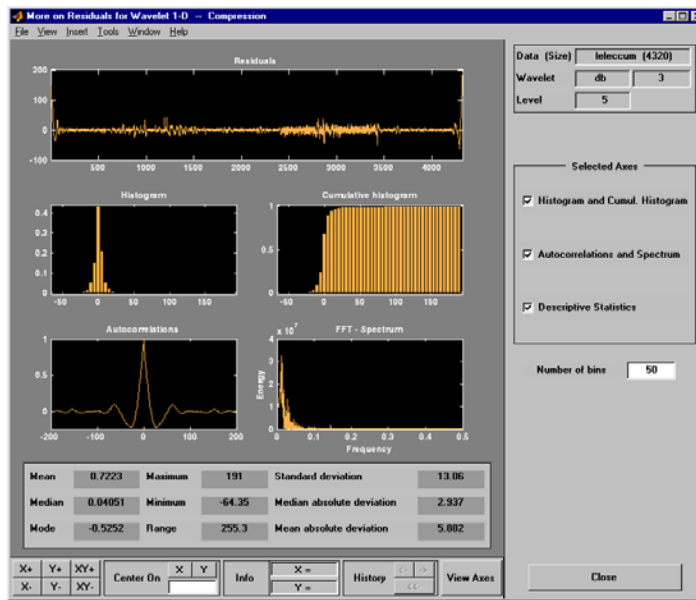 More on Residuals for Wavelet 1-D -- Compression
File View Insert Tools Window Help
Residuals
200
100
0
-100
500 1000 1500 2000 2500 3000 3500 4000
Histogram
0.4
0.3
0.2
0.1
0
-50 0 50 100 150
Cumulative histogram
1
0.5
0
-50 0 50 100 150
Autocorrelations
1
0.5
0
-200 -100 0 100 200
FFT - Spectrum
x 10^7
4
3
2
1
0
Energy
0 0.1 0.2 0.3 0.4 0.5
Frequency
Mean 0.7223 Maximum 191 Standard deviation 13.06
Median 0.04051 Minimum -64.35 Median absolute deviation 2.937
Mode -0.5252 Range 255.3 Mean absolute deviation 5.882
X+ Y+ XY+
X- Y- XY-
Center On X Y
Info X =
Y =
History <- ->
<<-
View Axes
Data (Size) leleccum (4320)
Wavelet db 3
Level 5
Selected Axes
Histogram and Cumul. Histogram
Autocorrelations and Spectrum
Descriptive Statistics
Number of bins 50
Close